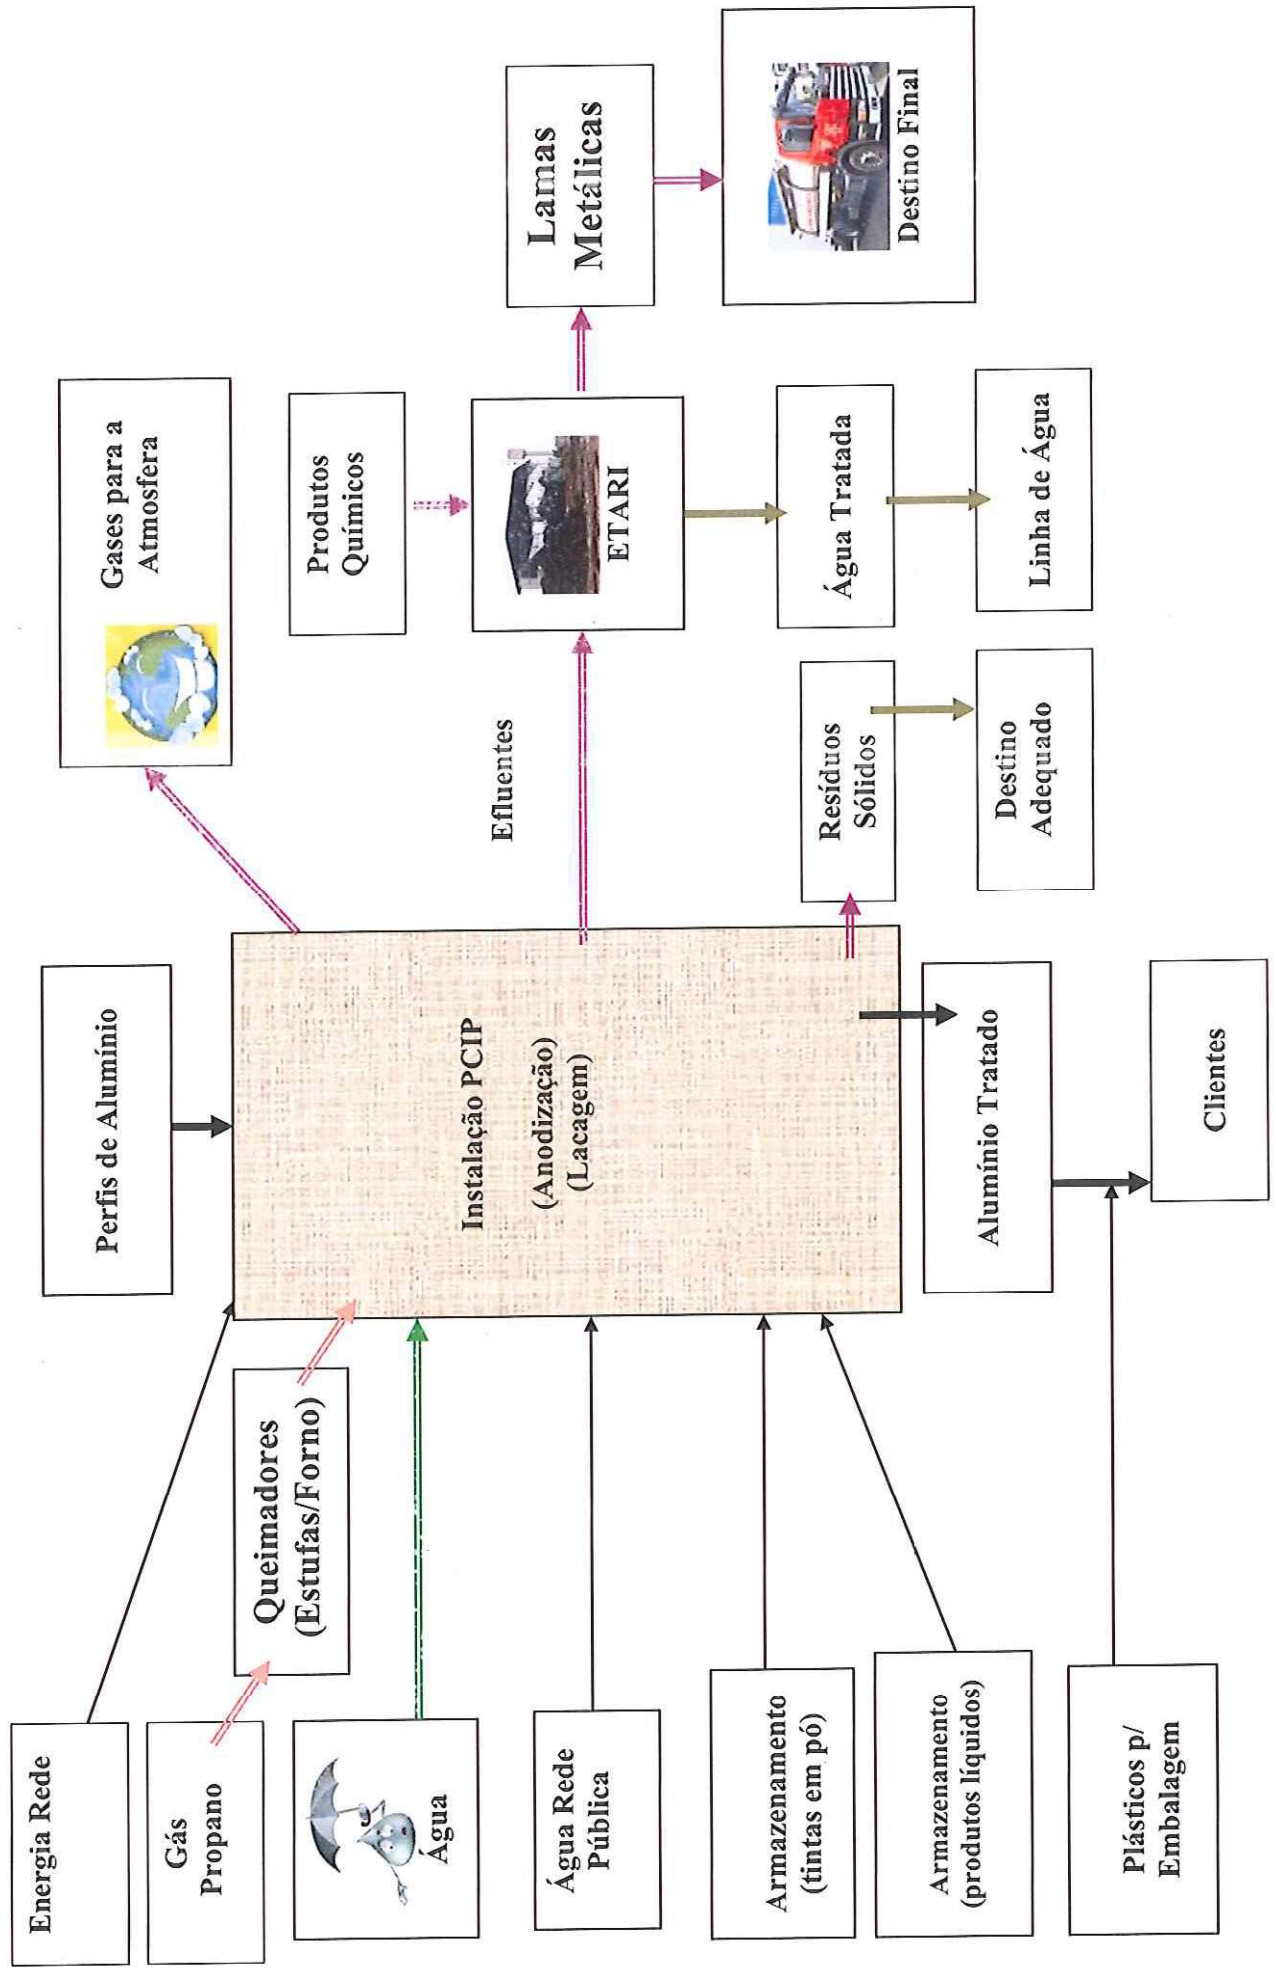 Energia Rede
Gás
Propano
Queimadores
(Estufas/Forno)
Água
Água Rede
Pública
Armazenamento
(tintas em pó)
Armazenamento
(produtos líquidos)
Plásticos p/
Embalagem
Perfis de Alumínio
Instalação PCIP
(Anodização)
(Lacagem)
Alumínio Tratado
Clientes
Gases para a
Atmosfera
Produtos
Químicos
Efluentes
ETARI
Resíduos
Sólidos
Destino
Adequado
Água Tratada
Linha de Água
Lamas
Metálicas
Destino Final